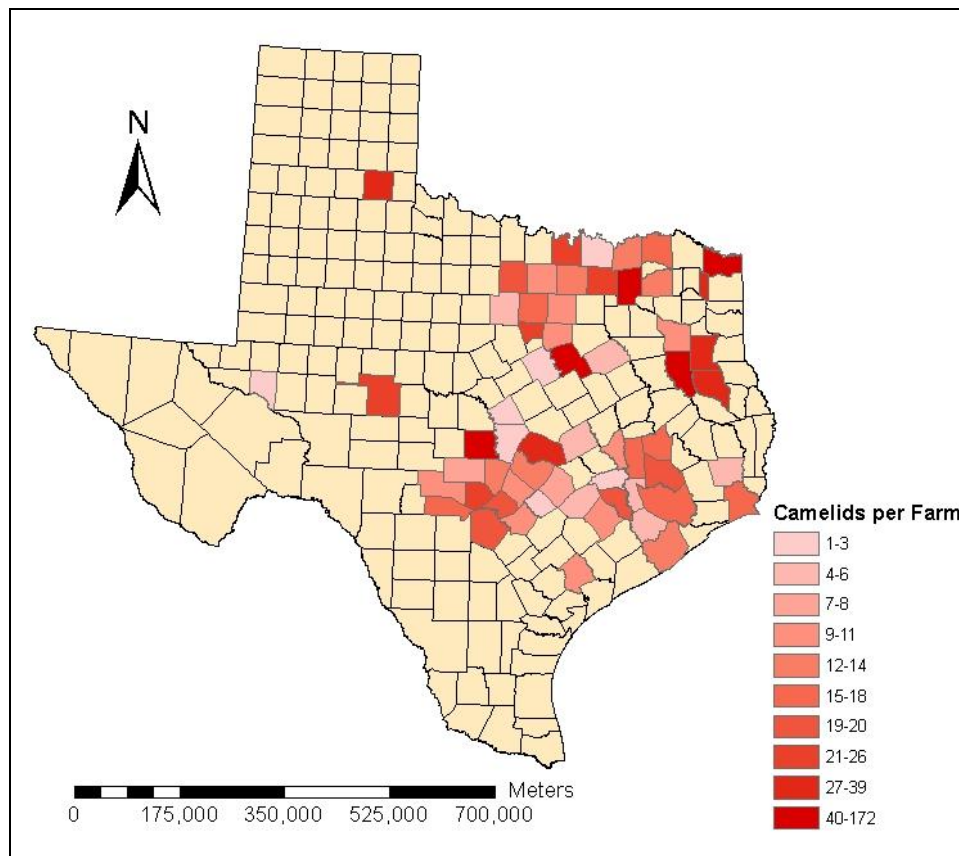 N
Camelids per Farm
1-3
4-6
7-8
9-11
12-14
15-18
19-20
21-26
27-39
40-172
Meters
0 175,000 350,000 525,000 700,000